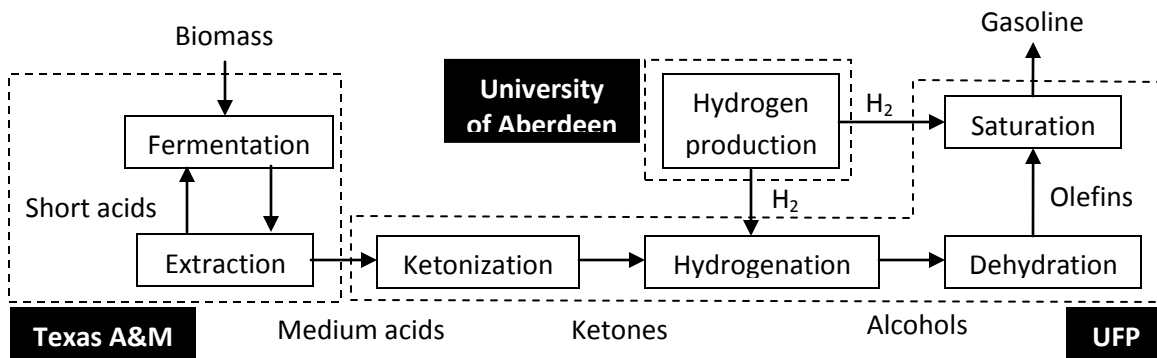 Biomass
Gasoline
University
of Aberdeen
Hydrogen
production
H2
Saturation
Fermentation
Short acids
H2
Olefins
Extraction
Ketonization
Hydrogenation
Dehydration
Texas A&M
Medium acids
Ketones
Alcohols
UFP